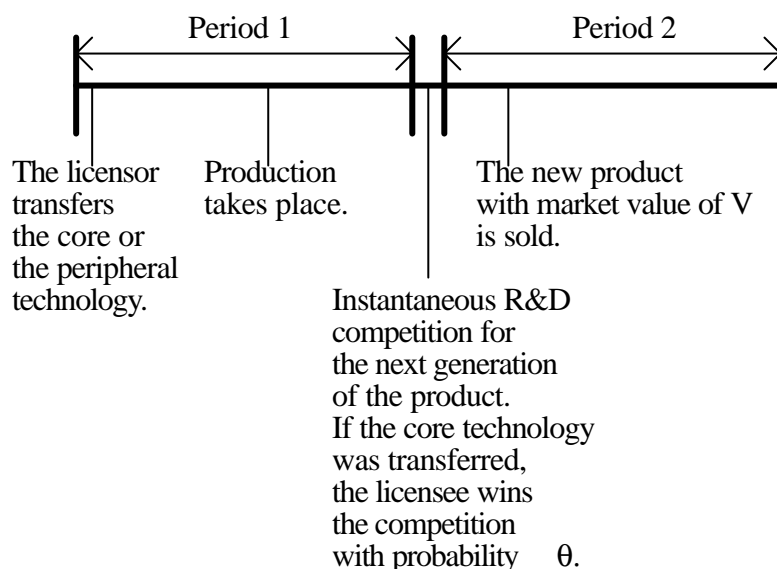 Period 1
Period 2
The licensor
transfers
the core or
the peripheral
technology.
Production
takes place.
The new product
with market value of V
is sold.
Instantaneous R&D
competition for
the next generation
of the product.
If the core technology
was transferred,
the licensee wins
the competition
with probability θ.